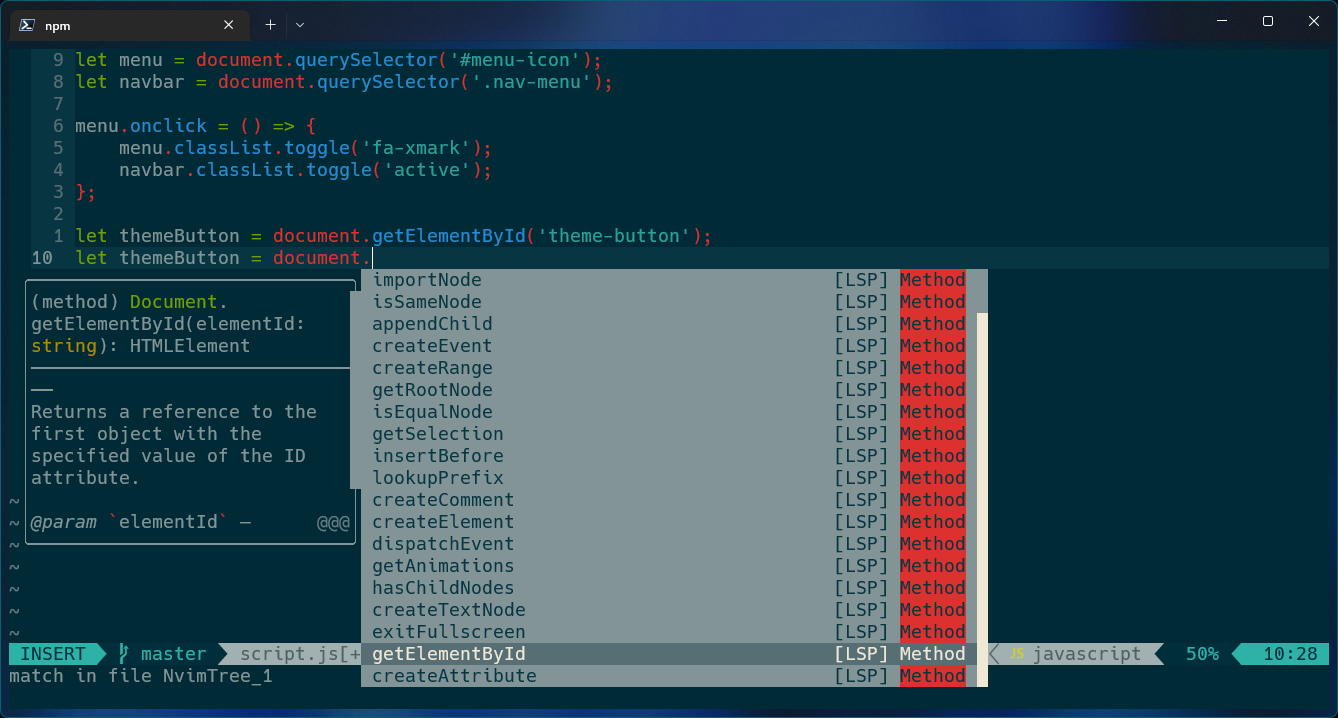 npm
9 let menu = document.querySelector('#menu-icon');
8 let navbar = document.querySelector('.nav-menu');
7
6 menu.onclick = () => {
5     menu.classList.toggle('fa-xmark');
4     navbar.classList.toggle('active');
3 };
2
1 let themeButton = document.getElementById('theme-button');
10 let themeButton = document.
(method) Document.
getElementById(elementId:
string): HTMLElement
Returns a reference to the
first object with the
specified value of the ID
attribute.
@param `elementId` — @@@
importNode [LSP] Method
isSameNode [LSP] Method
appendChild [LSP] Method
createEvent [LSP] Method
createRange [LSP] Method
getRootNode [LSP] Method
isEqualNode [LSP] Method
getSelection [LSP] Method
insertBefore [LSP] Method
lookupPrefix [LSP] Method
createComment [LSP] Method
createElement [LSP] Method
dispatchEvent [LSP] Method
getAnimations [LSP] Method
hasChildNodes [LSP] Method
createTextNode [LSP] Method
exitFullscreen [LSP] Method
getElementById [LSP] Method
createAttribute [LSP] Method
~
~
~
~
~
~
~
INSERT master script.js[+ JS javascript 50% 10:28
match in file NvimTree_1